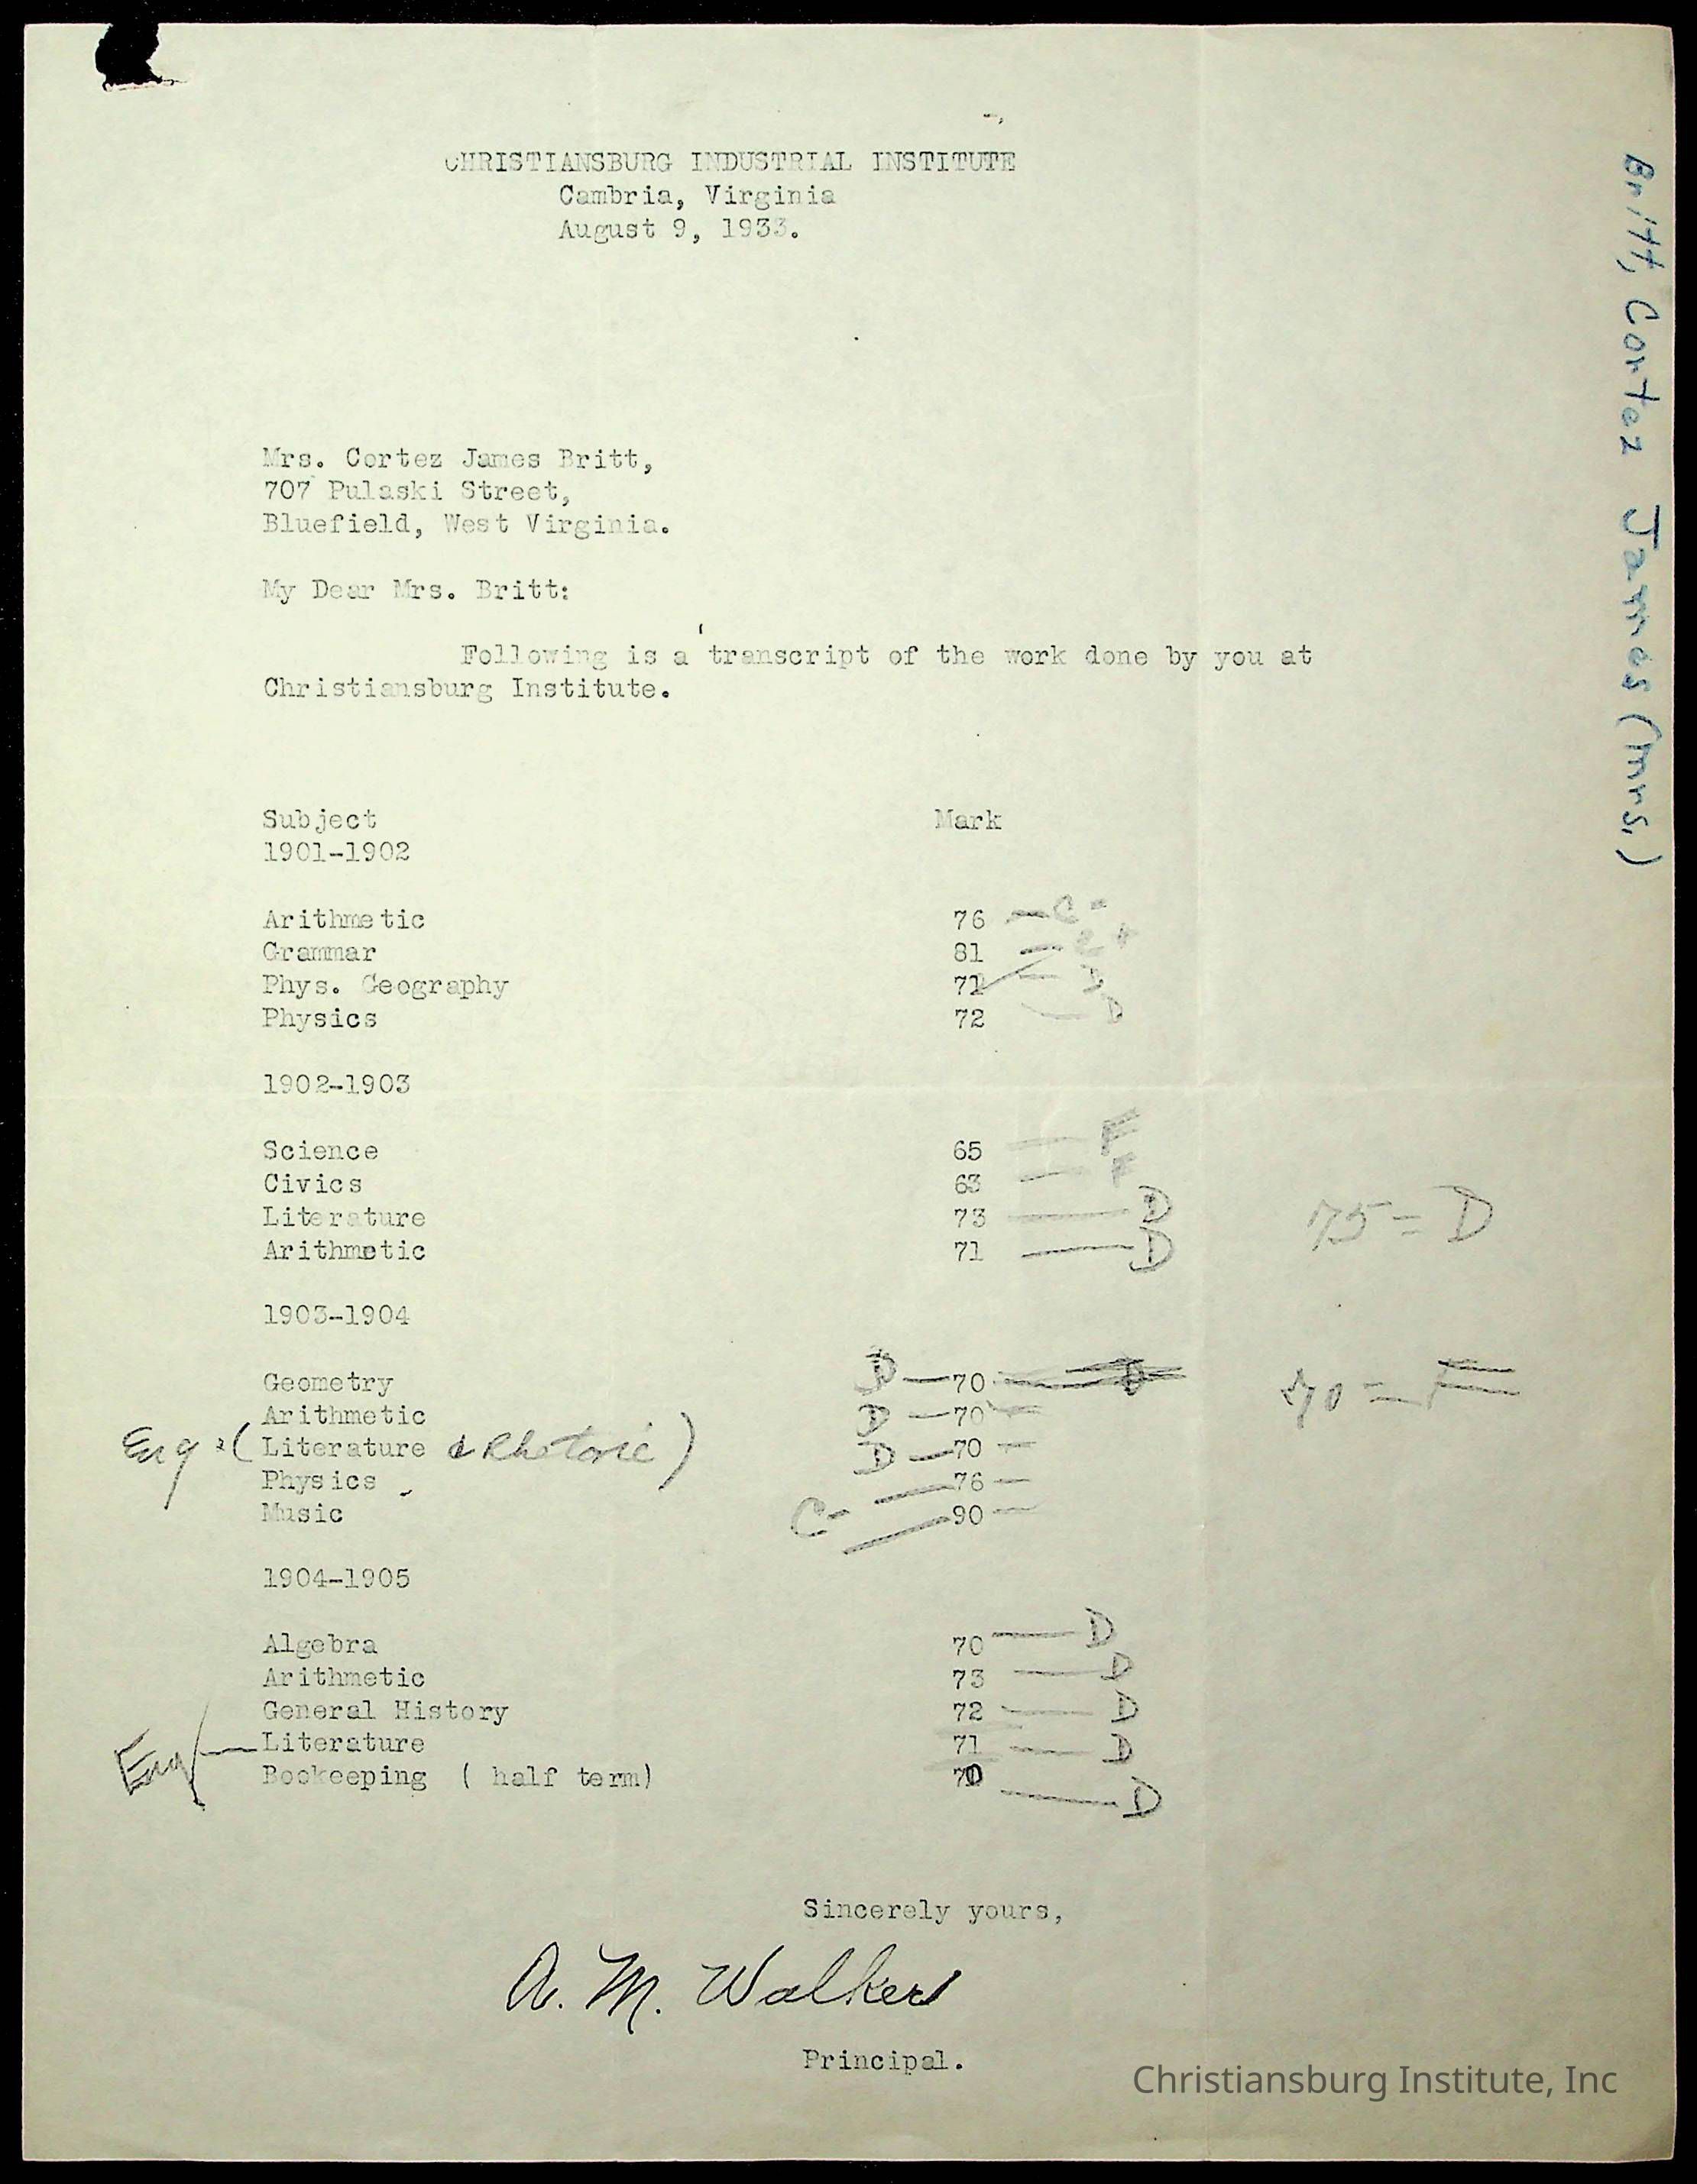 CHRISTIANSBURG INDUSTRIAL INSTITUTE
Cambria, Virginia
August 9, 1933.
Britt, Cortez James (Mrs.)
Mrs. Cortez James Britt,
707 Pulaski Street,
Bluefield, West Virginia.
My Dear Mrs. Britt:
Following is a transcript of the work done by you at
Christiansburg Institute.
Subject Mark
1901-1902
Arithmetic 76 — C-
Grammar 81 —
Phys. Geography 71 — D
Physics 72 — D
1902-1903
Science 65 — F
Civics 63 — F
Literature 73 — D 75 = D
Arithmetic 71 — D
1903-1904
Geometry D — 70 — D 70 = F
Arithmetic D — 70 —
Eng = ( Literature & Rhetoric ) D — 70 —
Physics — 76 —
Music C- — 90 —
1904-1905
Algebra 70 — D
Arithmetic 73 — D
General History 72 — D
Eng — Literature 71 — D
Bookeeping ( half term) 70 — D
Sincerely yours,
A. M. Walker
Principal.
Christiansburg Institute, Inc